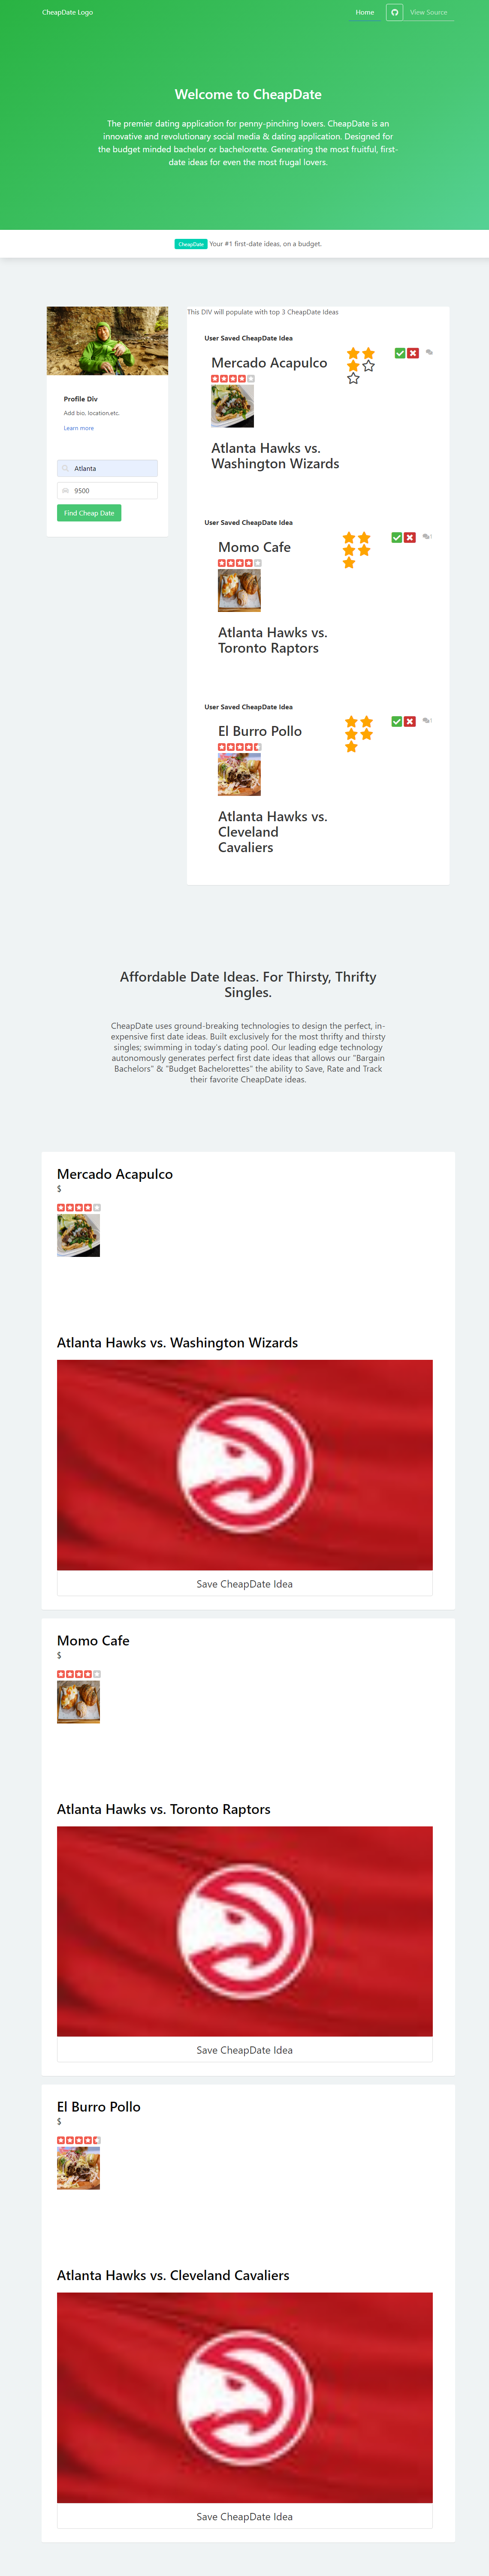 CheapDate Logo
Home
View Source
Welcome to CheapDate
The premier dating application for penny-pinching lovers. CheapDate is an
innovative and revolutionary social media & dating application. Designed for
the budget minded bachelor or bachelorette. Generating the most fruitful, first-
date ideas for even the most frugal lovers.
CheapDate Your #1 first-date ideas, on a budget.
Profile Div
Add bio, location,etc.
Learn more
Atlanta
9500
Find Cheap Date
This DIV will populate with top 3 CheapDate Ideas
User Saved CheapDate Idea
Mercado Acapulco
Atlanta Hawks vs.
Washington Wizards
User Saved CheapDate Idea
Momo Cafe
1
Atlanta Hawks vs.
Toronto Raptors
User Saved CheapDate Idea
El Burro Pollo
1
Atlanta Hawks vs.
Cleveland
Cavaliers
Affordable Date Ideas. For Thirsty, Thrifty
Singles.
CheapDate uses ground-breaking technologies to design the perfect, in-
expensive first date ideas. Built exclusively for the most thrifty and thirsty
singles; swimming in today's dating pool. Our leading edge technology
autonomously generates perfect first date ideas that allows our "Bargain
Bachelors" & "Budget Bachelorettes" the ability to Save, Rate and Track
their favorite CheapDate ideas.
Mercado Acapulco
$
Atlanta Hawks vs. Washington Wizards
Save CheapDate Idea
Momo Cafe
$
Atlanta Hawks vs. Toronto Raptors
Save CheapDate Idea
El Burro Pollo
$
Atlanta Hawks vs. Cleveland Cavaliers
Save CheapDate Idea